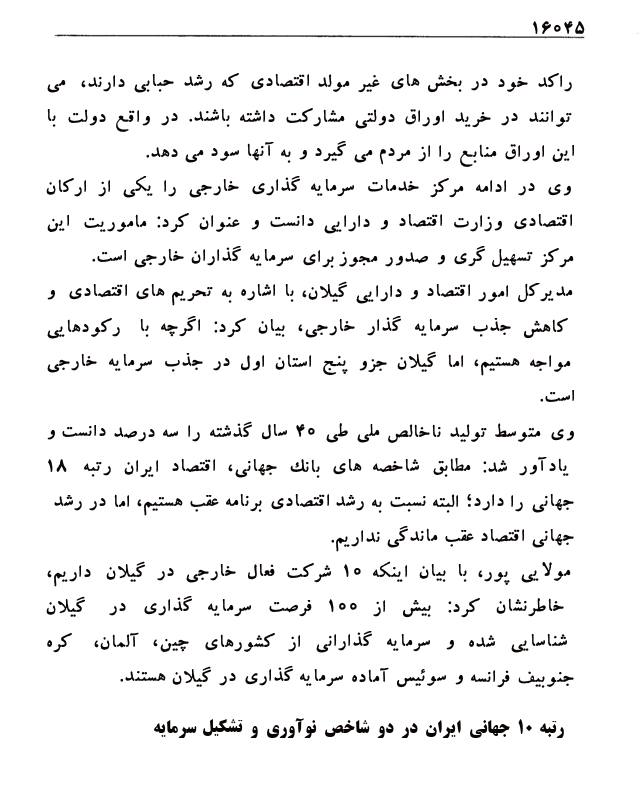 ۱۶۰۴۵
راکد خود در بخش های غیر مولد اقتصادی که رشد حبابی دارند، می
توانند در خرید اوراق دولتی مشارکت داشته باشند. در واقع دولت با
این اوراق منابع را از مردم می گیرد و به آنها سود می دهد.
وی در ادامه مرکز خدمات سرمایه گذاری خارجی را یکی از ارکان
اقتصادی وزارت اقتصاد و دارایی دانست و عنوان کرد: ماموریت این
مرکز تسهیل گری و صدور مجوز برای سرمایه گذاران خارجی است.
مدیرکل امور اقتصاد و دارایی گیلان، با اشاره به تحریم های اقتصادی و
کاهش جذب سرمایه گذار خارجی، بیان کرد: اگرچه با رکودهایی
مواجه هستیم، اما گیلان جزو پنج استان اول در جذب سرمایه خارجی
است.
وی متوسط تولید ناخالص ملی طی ۴۰ سال گذشته را سه درصد دانست و
یادآور شد: مطابق شاخصه های بانک جهانی، اقتصاد ایران رتبه ۱۸
جهانی را دارد؛ البته نسبت به رشد اقتصادی برنامه عقب هستیم، اما در رشد
جهانی اقتصاد عقب ماندگی نداریم.
مولایی پور، با بیان اینکه ۱۰ شرکت فعال خارجی در گیلان داریم،
خاطرنشان کرد: بیش از ۱۰۰ فرصت سرمایه گذاری در گیلان
شناسایی شده و سرمایه گذارانی از کشورهای چین، آلمان، کره
جنوبیف فرانسه و سوئیس آماده سرمایه گذاری در گیلان هستند.
رتبه ۱۰ جهانی ایران در دو شاخص نوآوری و تشکیل سرمایه